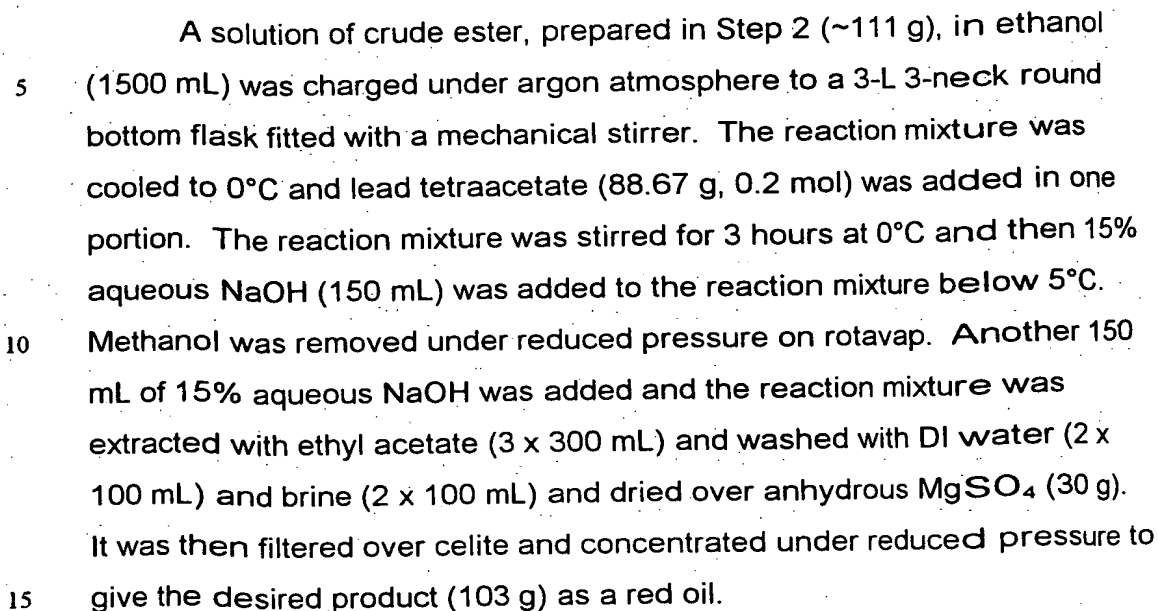 A solution of crude ester, prepared in Step 2 (~111 g), in ethanol
5 (1500 mL) was charged under argon atmosphere to a 3-L 3-neck round
bottom flask fitted with a mechanical stirrer. The reaction mixture was
cooled to 0°C and lead tetraacetate (88.67 g, 0.2 mol) was added in one
portion. The reaction mixture was stirred for 3 hours at 0°C and then 15%
aqueous NaOH (150 mL) was added to the reaction mixture below 5°C.
10 Methanol was removed under reduced pressure on rotavap. Another 150
mL of 15% aqueous NaOH was added and the reaction mixture was
extracted with ethyl acetate (3 x 300 mL) and washed with DI water (2 x
100 mL) and brine (2 x 100 mL) and dried over anhydrous MgSO₄ (30 g).
It was then filtered over celite and concentrated under reduced pressure to
15 give the desired product (103 g) as a red oil.